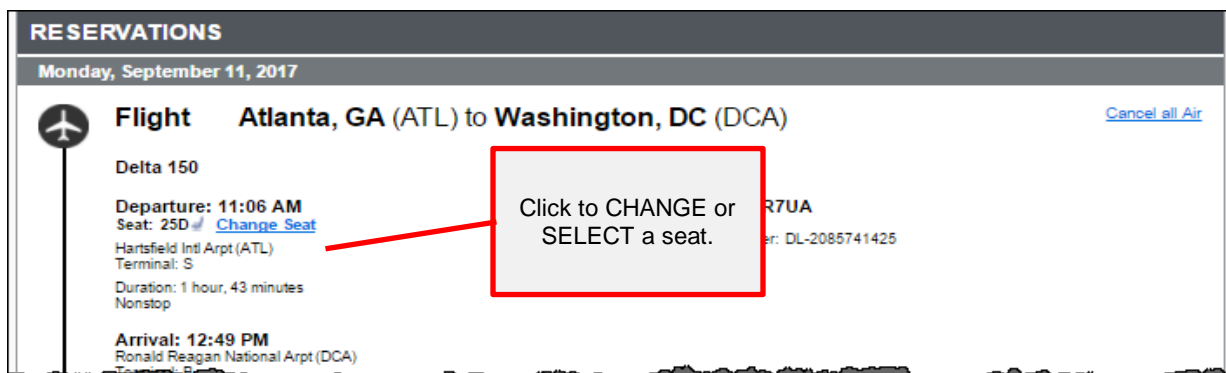 RESERVATIONS
Monday, September 11, 2017
Flight Atlanta, GA (ATL) to Washington, DC (DCA)
Cancel all Air
Delta 150
Departure: 11:06 AM
Seat: 25D Change Seat
Hartsfield Intl Arpt (ATL)
Terminal: S
Duration: 1 hour, 43 minutes
Nonstop
Click to CHANGE or
SELECT a seat.
R7UA
DL-2085741425
Arrival: 12:49 PM
Ronald Reagan National Arpt (DCA)